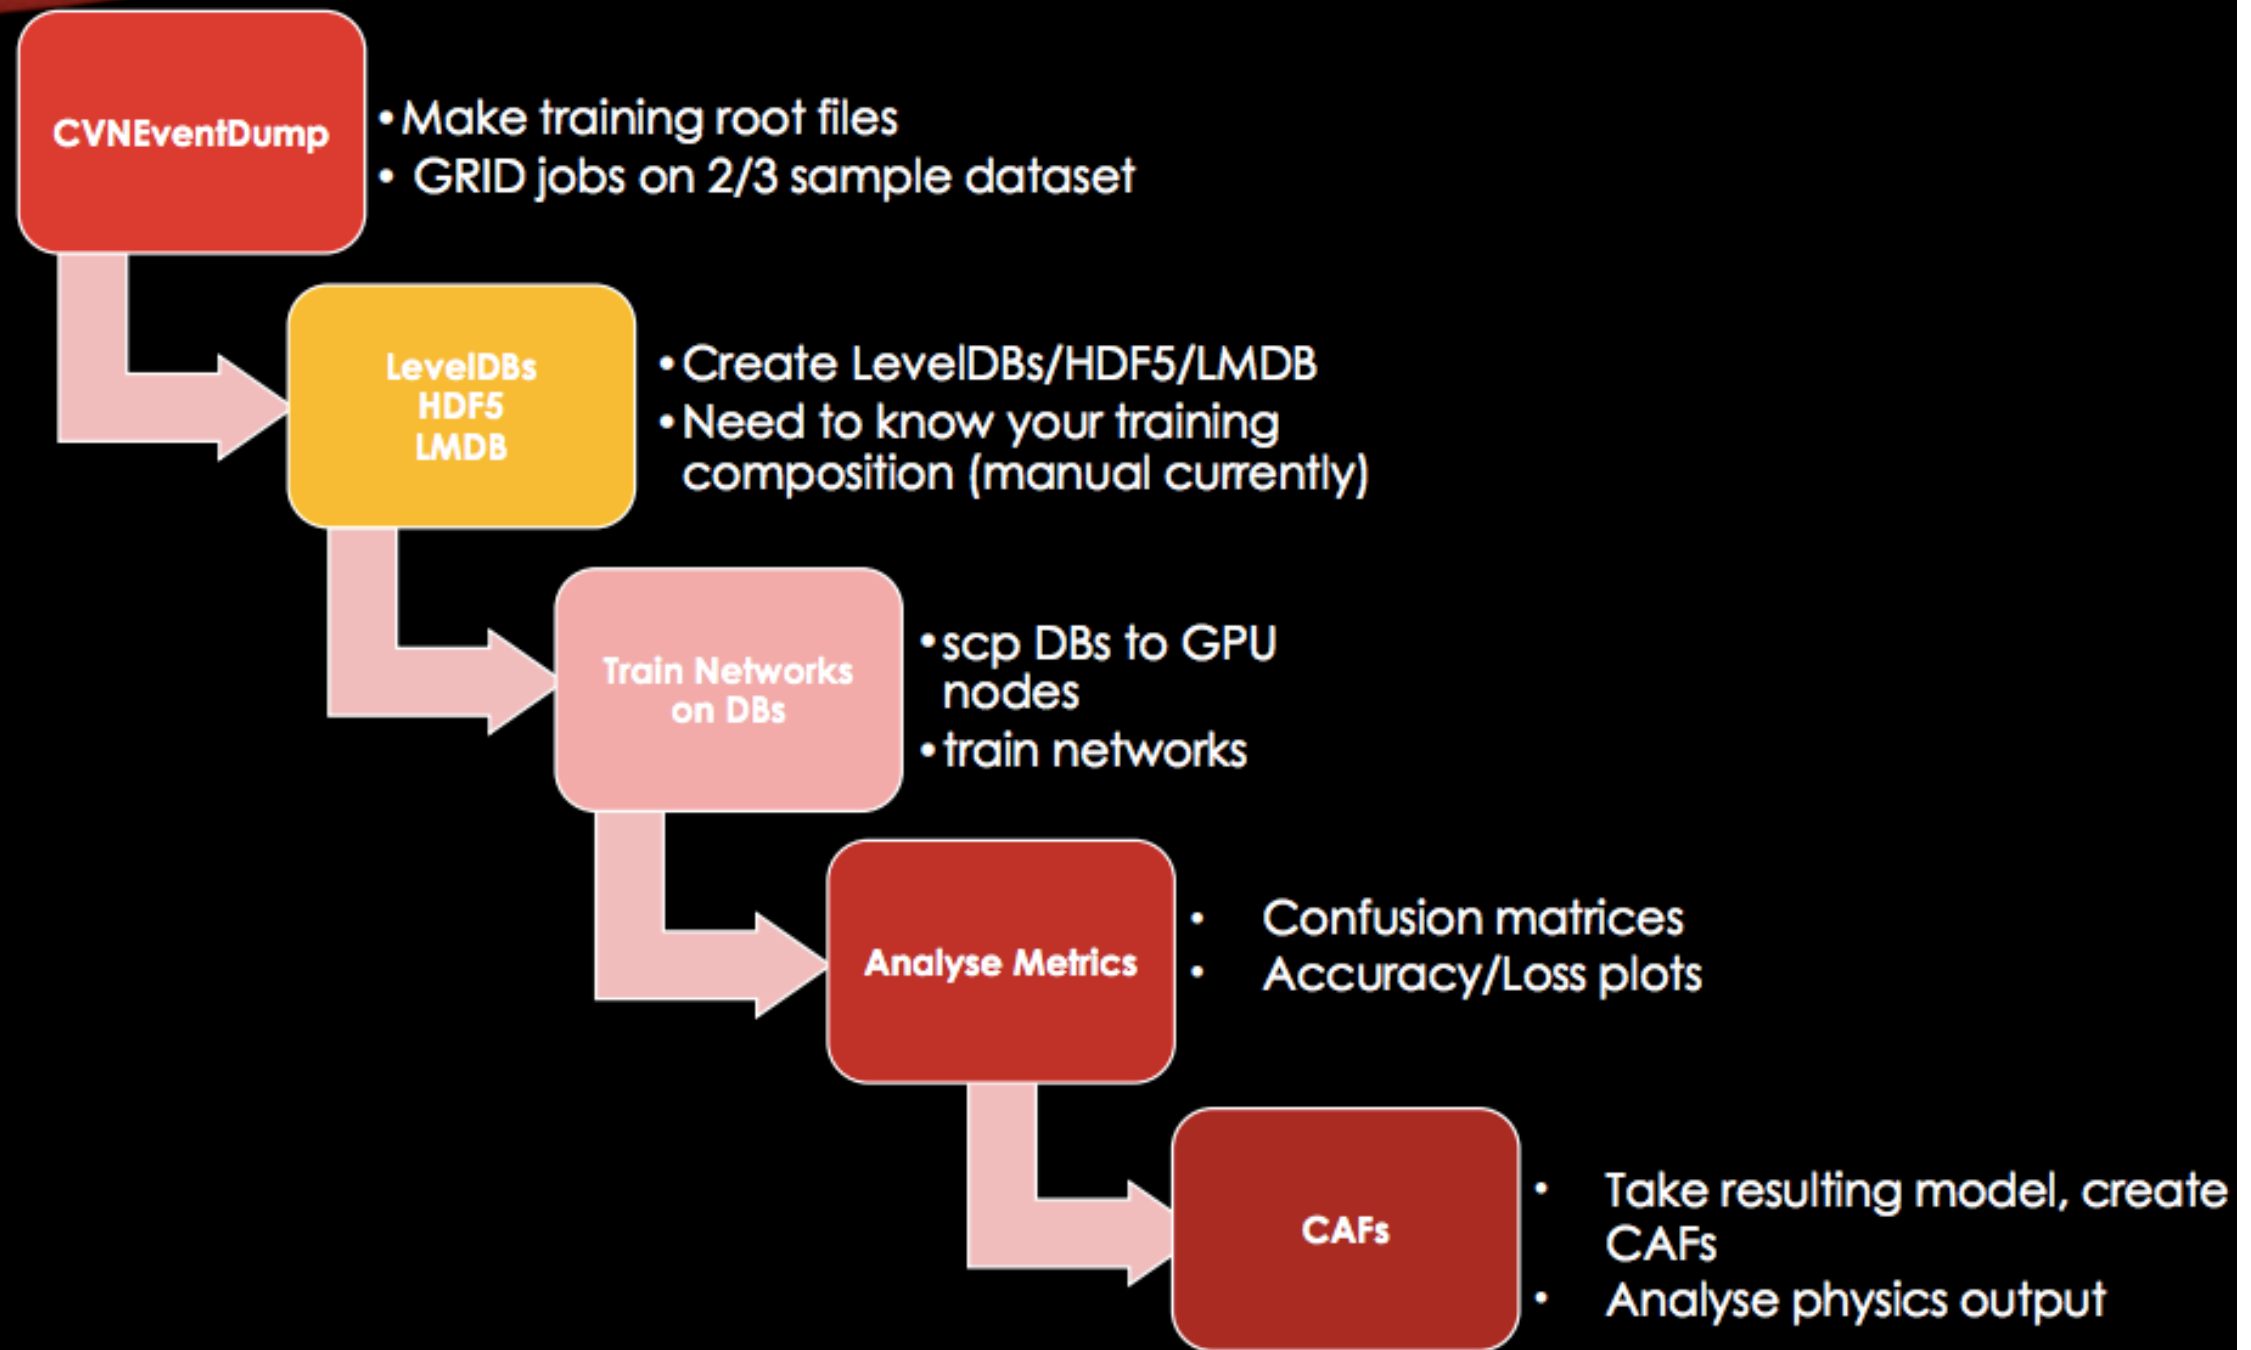 CVNEventDump
•Make training root files
• GRID jobs on 2/3 sample dataset
LevelDBs
HDF5
LMDB
•Create LevelDBs/HDF5/LMDB
•Need to know your training
composition (manual currently)
Train Networks
on DBs
•scp DBs to GPU
nodes
•train networks
Analyse Metrics
• Confusion matrices
• Accuracy/Loss plots
CAFs
• Take resulting model, create
CAFs
• Analyse physics output